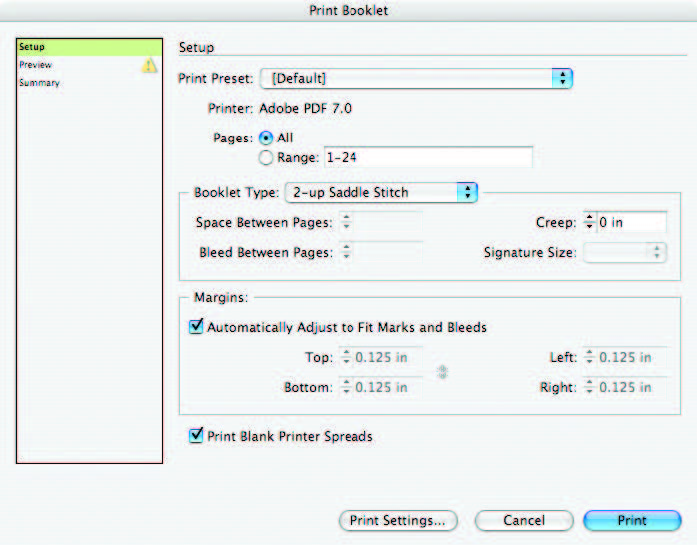 Print Booklet
Setup
Preview
Summary
Setup
Print Preset: [Default]
Printer: Adobe PDF 7.0
Pages: All
Range: 1-24
Booklet Type: 2-up Saddle Stitch
Space Between Pages: Creep: 0 in
Bleed Between Pages: Signature Size:
Margins:
Automatically Adjust to Fit Marks and Bleeds
Top: 0.125 in Left: 0.125 in
Bottom: 0.125 in Right: 0.125 in
Print Blank Printer Spreads
Print Settings... Cancel Print